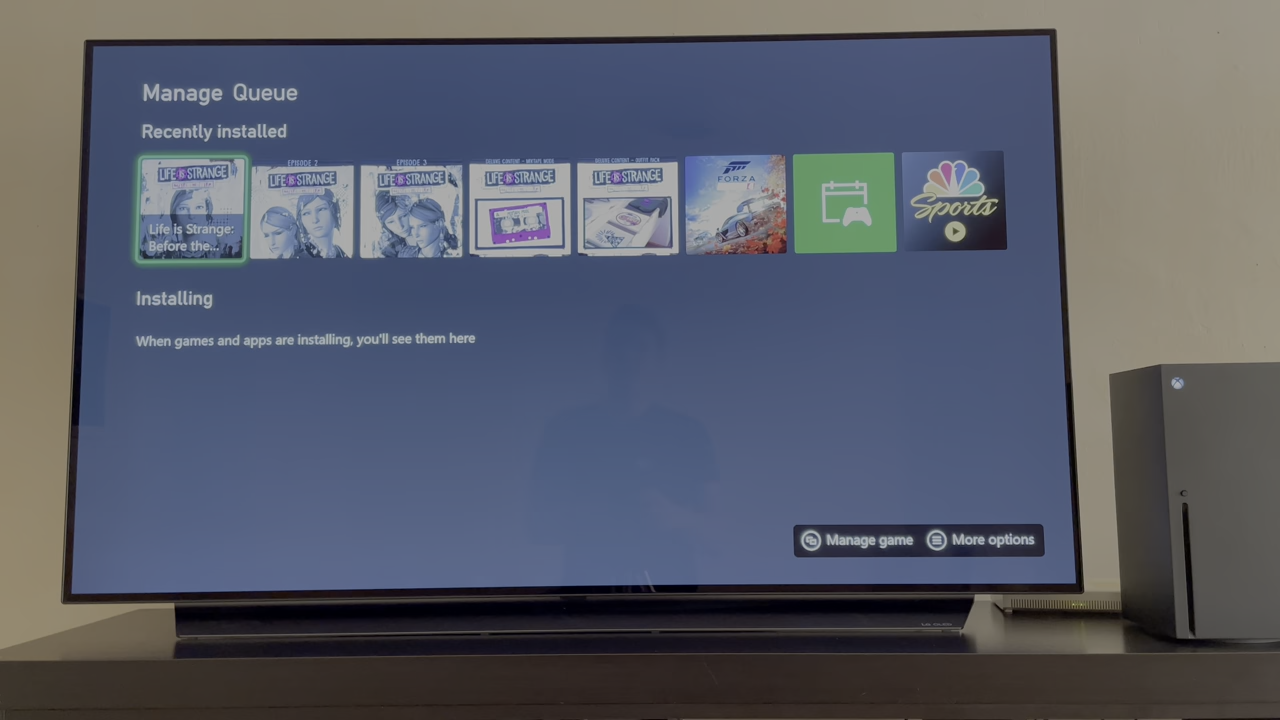 Manage Queue
Recently installed
LIFE IS STRANGE
Life is Strange:
Before the...
EPISODE 2
LIFE IS STRANGE
EPISODE 3
LIFE IS STRANGE
LIFE IS STRANGE
LIFE IS STRANGE
FORZA
Sports
Installing
When games and apps are installing, you'll see them here
Manage game
More options
LG OLED